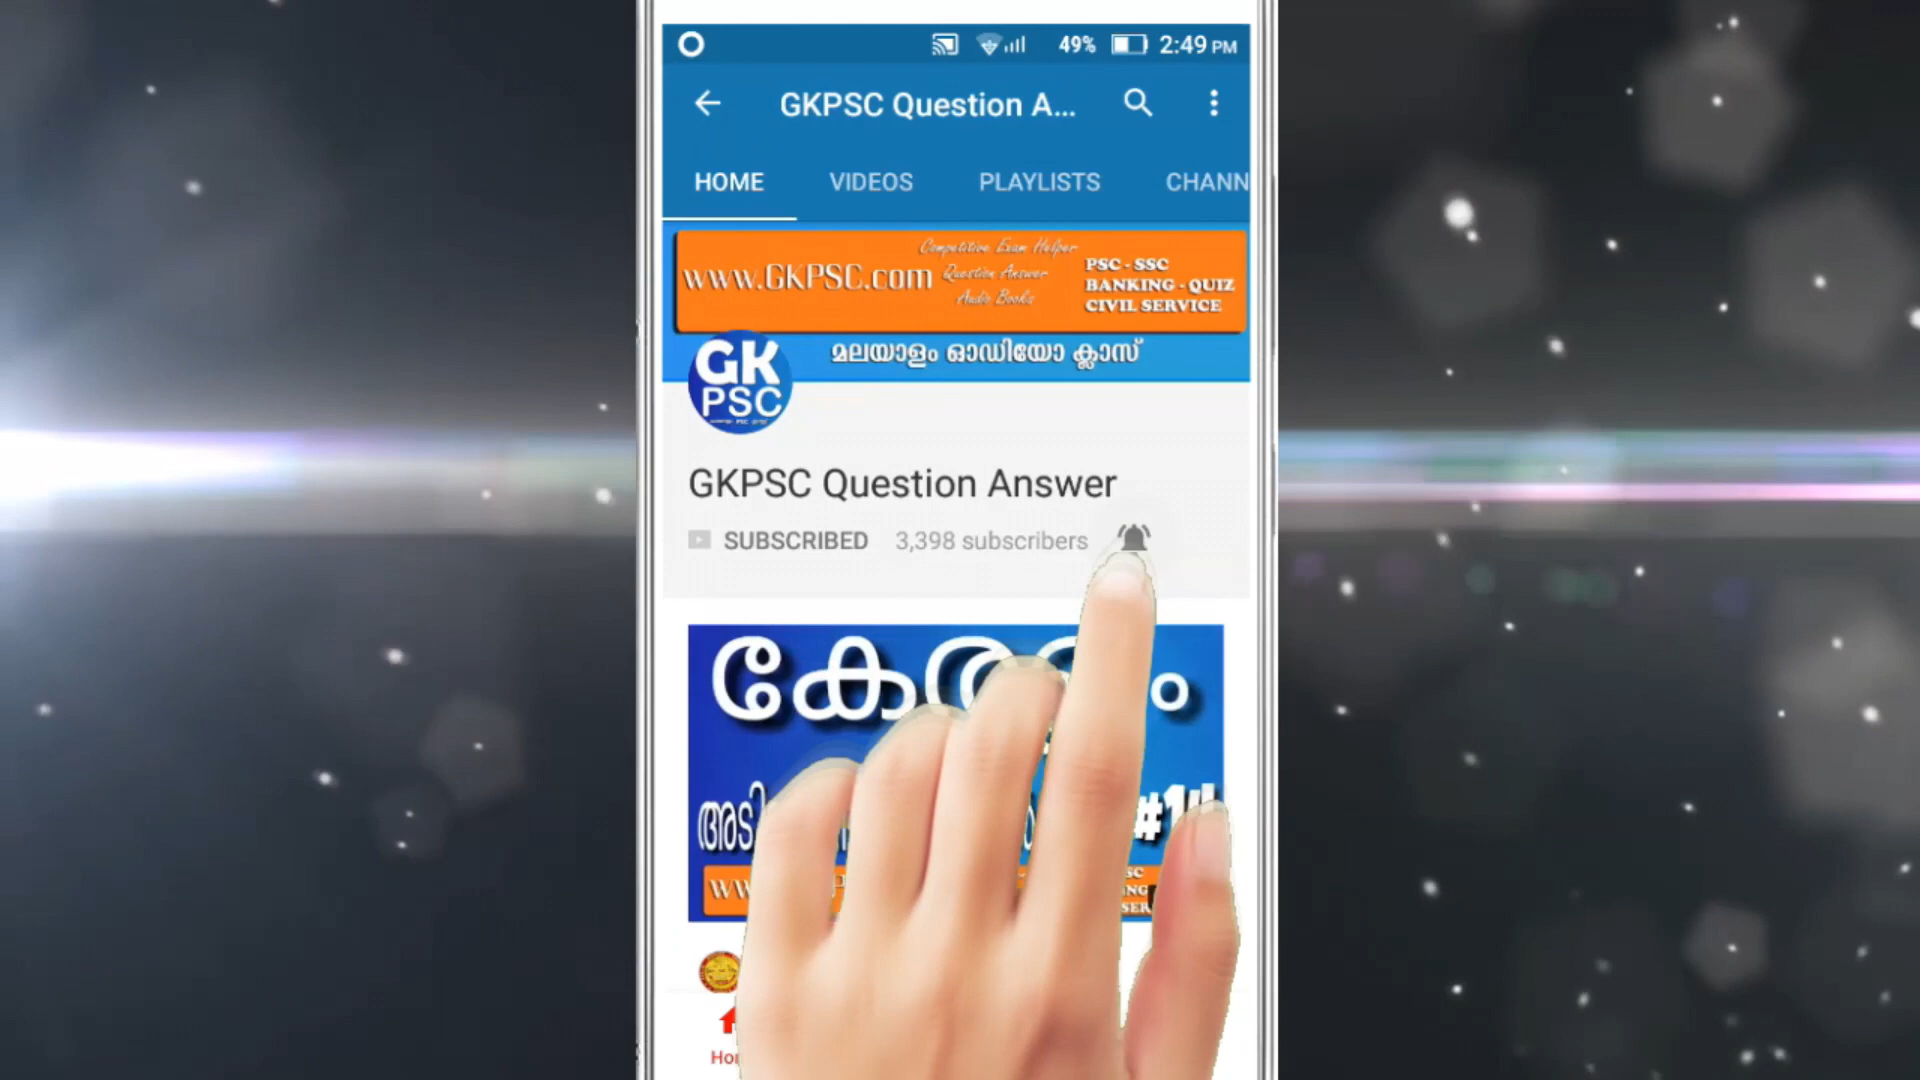 49% 2:49 PM
GKPSC Question A...
HOME VIDEOS PLAYLISTS CHANN
www.GKPSC.com
Competitive Exam Helper
Question Answer
Audio Books
PSC - SSC
BANKING - QUIZ
CIVIL SERVICE
മലയാളം ഓഡിയോ ക്ലാസ്
GK
PSC
GKPSC Question Answer
SUBSCRIBED 3,398 subscribers